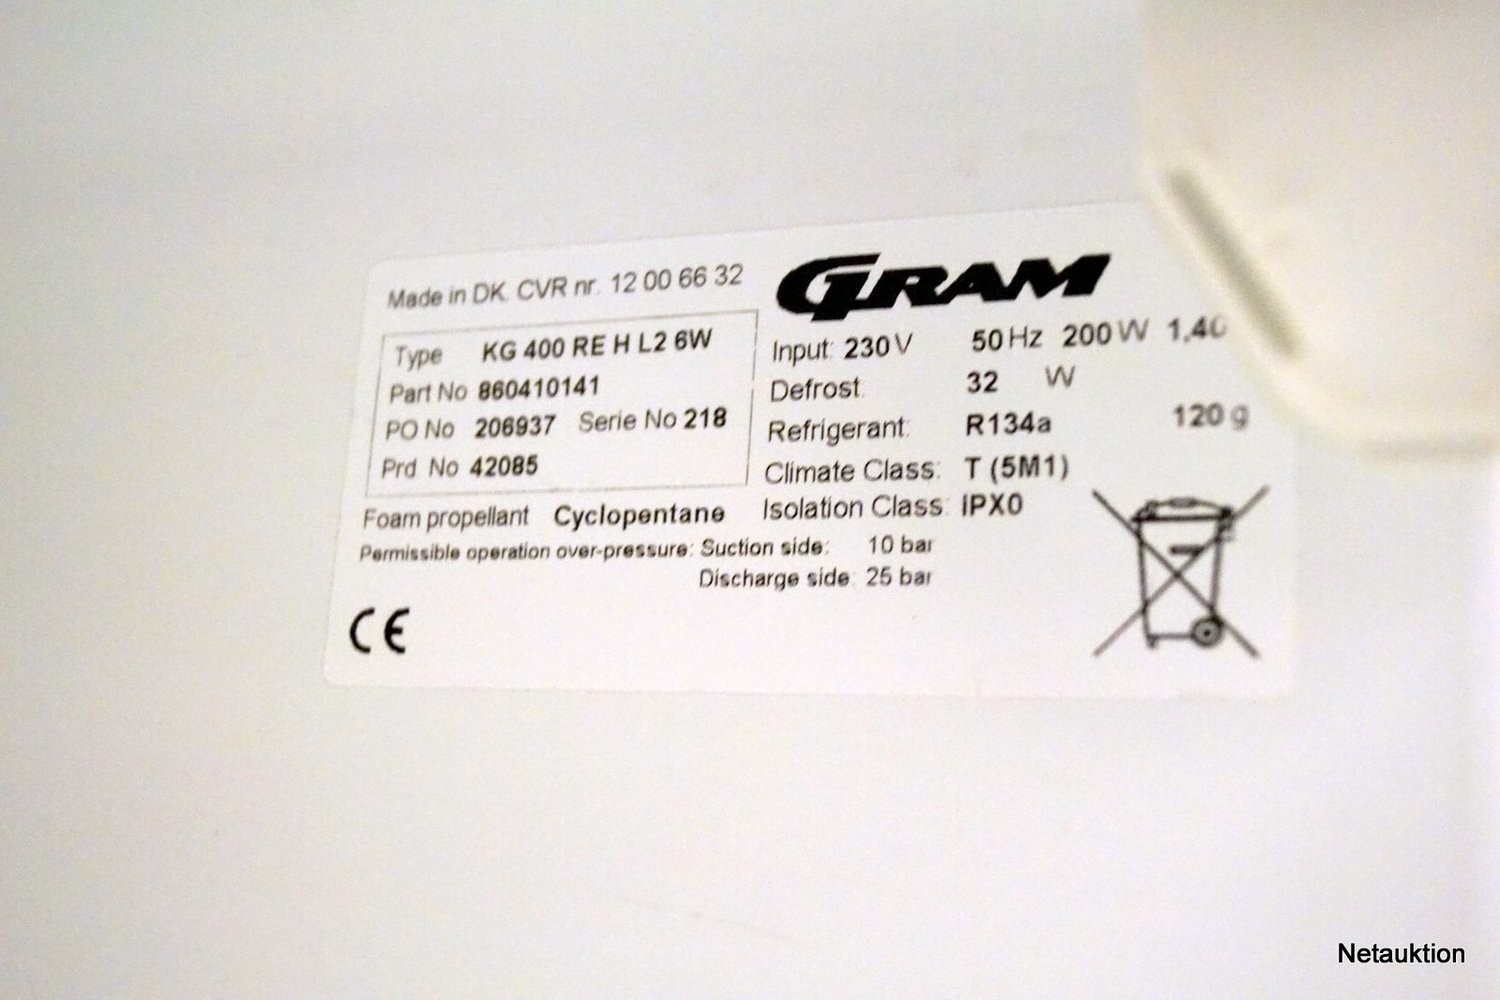 Made in DK. CVR nr. 12 00 66 32
GRAM
Type KG 400 RE H L2 6W
Part No 860410141
PO No 206937 Serie No 218
Prd. No 42085
Input: 230 V 50 Hz 200 W 1,40
Defrost: 32 W
Refrigerant: R134a 120 g
Climate Class: T (5M1)
Isolation Class: IPX0
Foam propellant Cyclopentane
Permissible operation over-pressure: Suction side: 10 bar
Discharge side: 25 bar
CE
Netauktion